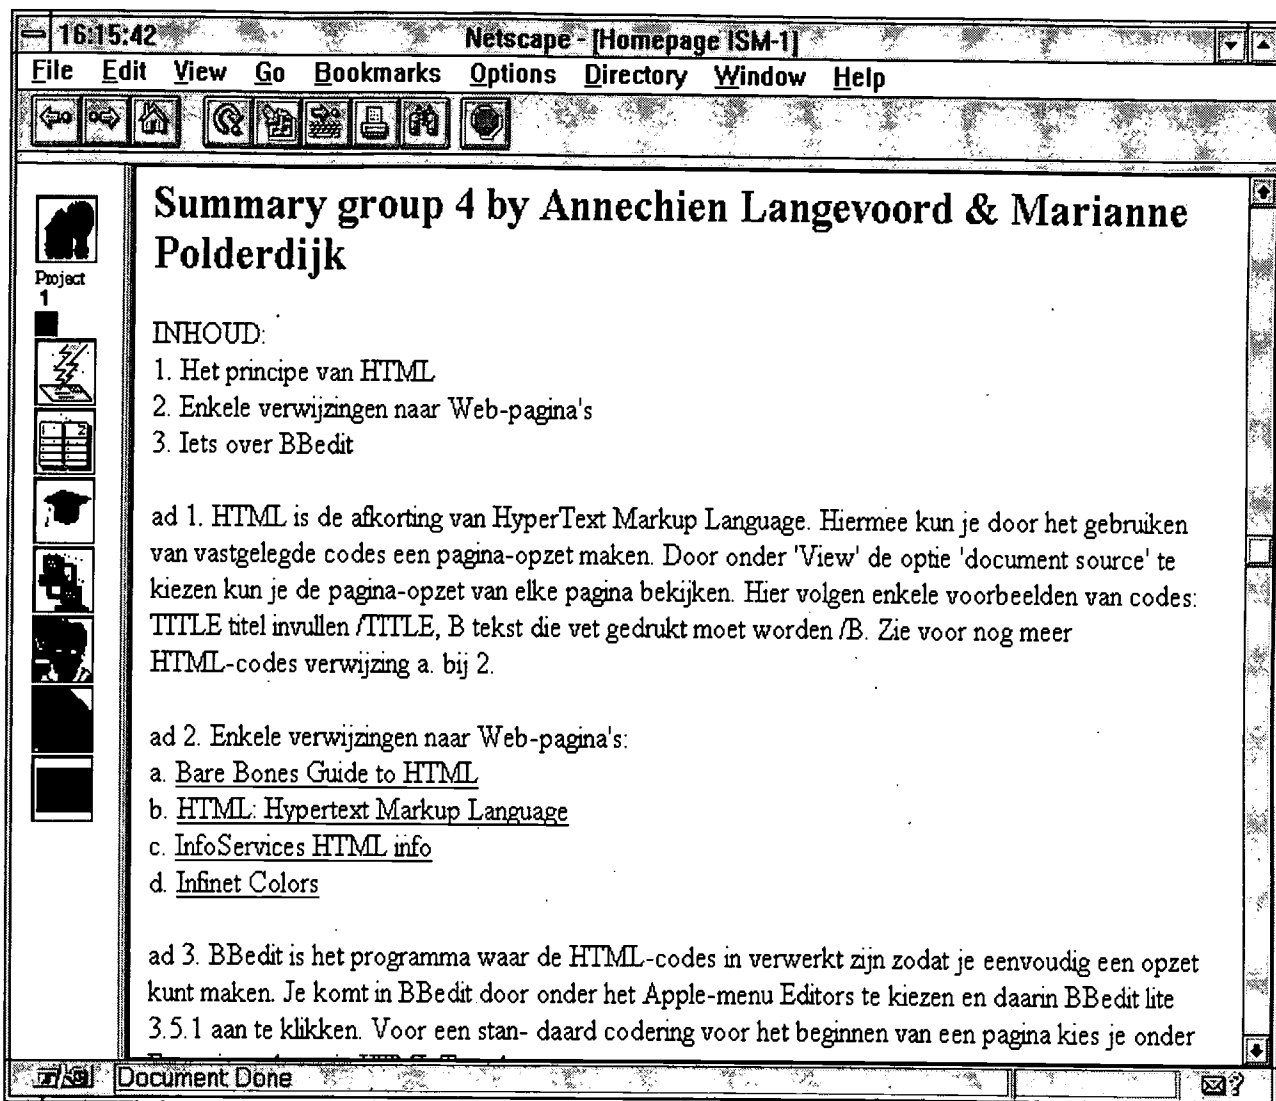 16:15:42 Netscape - [Homepage ISM-1]
File Edit View Go Bookmarks Options Directory Window Help
Project
1
Summary group 4 by Annechien Langevoord & Marianne
Polderdijk
INHOUD:
1. Het principe van HTML
2. Enkele verwijzingen naar Web-pagina's
3. Iets over BBedit
ad 1. HTML is de afkorting van HyperText Markup Language. Hiermee kun je door het gebruiken
van vastgelegde codes een pagina-opzet maken. Door onder 'View' de optie 'document source' te
kiezen kun je de pagina-opzet van elke pagina bekijken. Hier volgen enkele voorbeelden van codes:
TITLE titel invullen /TITLE, B tekst die vet gedrukt moet worden /B. Zie voor nog meer
HTML-codes verwijzing a. bij 2.
ad 2. Enkele verwijzingen naar Web-pagina's:
a. Bare Bones Guide to HTML
b. HTML: Hypertext Markup Language
c. InfoServices HTML info
d. Infinet Colors
ad 3. BBedit is het programma waar de HTML-codes in verwerkt zijn zodat je eenvoudig een opzet
kunt maken. Je komt in BBedit door onder het Apple-menu Editors te kiezen en daarin BBedit lite
3.5.1 aan te klikken. Voor een stan- daard codering voor het beginnen van een pagina kies je onder
Document: Done